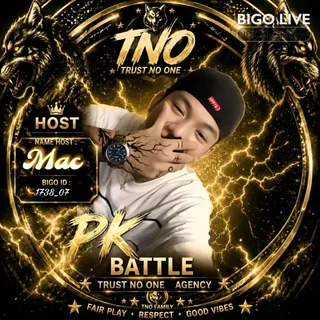 BIGO LIVE
TNO
TRUST NO ONE
HOST
NAME HOST :
Mac
BIGO ID :
1738_07
PK
BATTLE
TRUST NO ONE AGENCY
TNO FAMILY
FAIR PLAY • RESPECT • GOOD VIBES